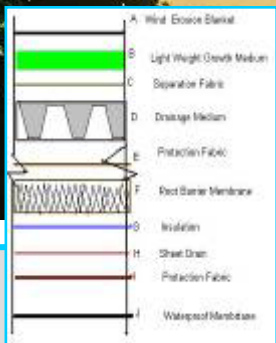 A Wind Erosion Blanket
B Light Weight Growth Medium
C Separation Fabric
D Drainage Medium
E Protection Fabric
F Root Barrier Membrane
G Insulation
H Sheet Drain
I Protection Fabric
J Waterproof Membrane